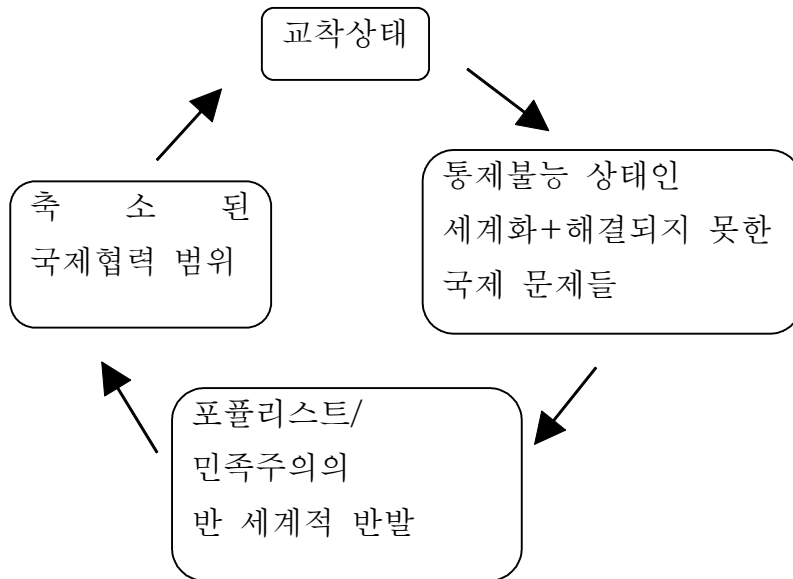 교착상태
통제불능 상태인
세계화+해결되지 못한
국제 문제들
포퓰리스트/
민족주의의
반 세계적 반발
축 소 된
국제협력 범위